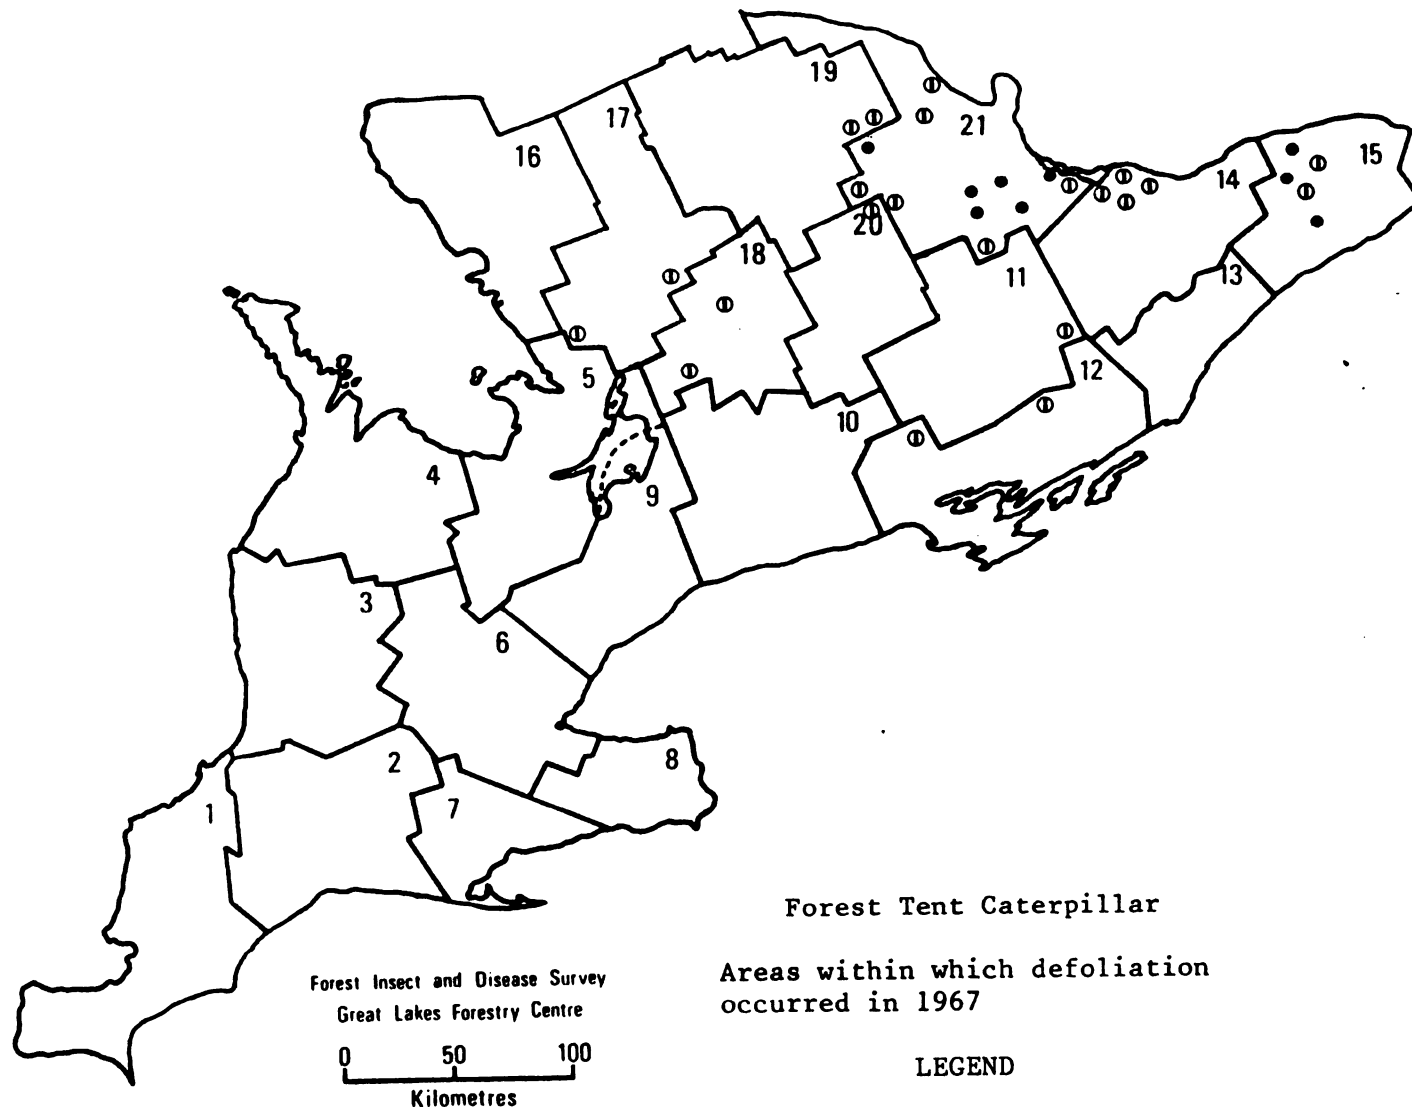 19
17
21
16
15
14
20
18
13
11
5
12
10
4
9
3
6
2
8
7
1
Forest Tent Caterpillar
Areas within which defoliation
occurred in 1967
LEGEND
Forest Insect and Disease Survey
Great Lakes Forestry Centre
0 50 100
Kilometres